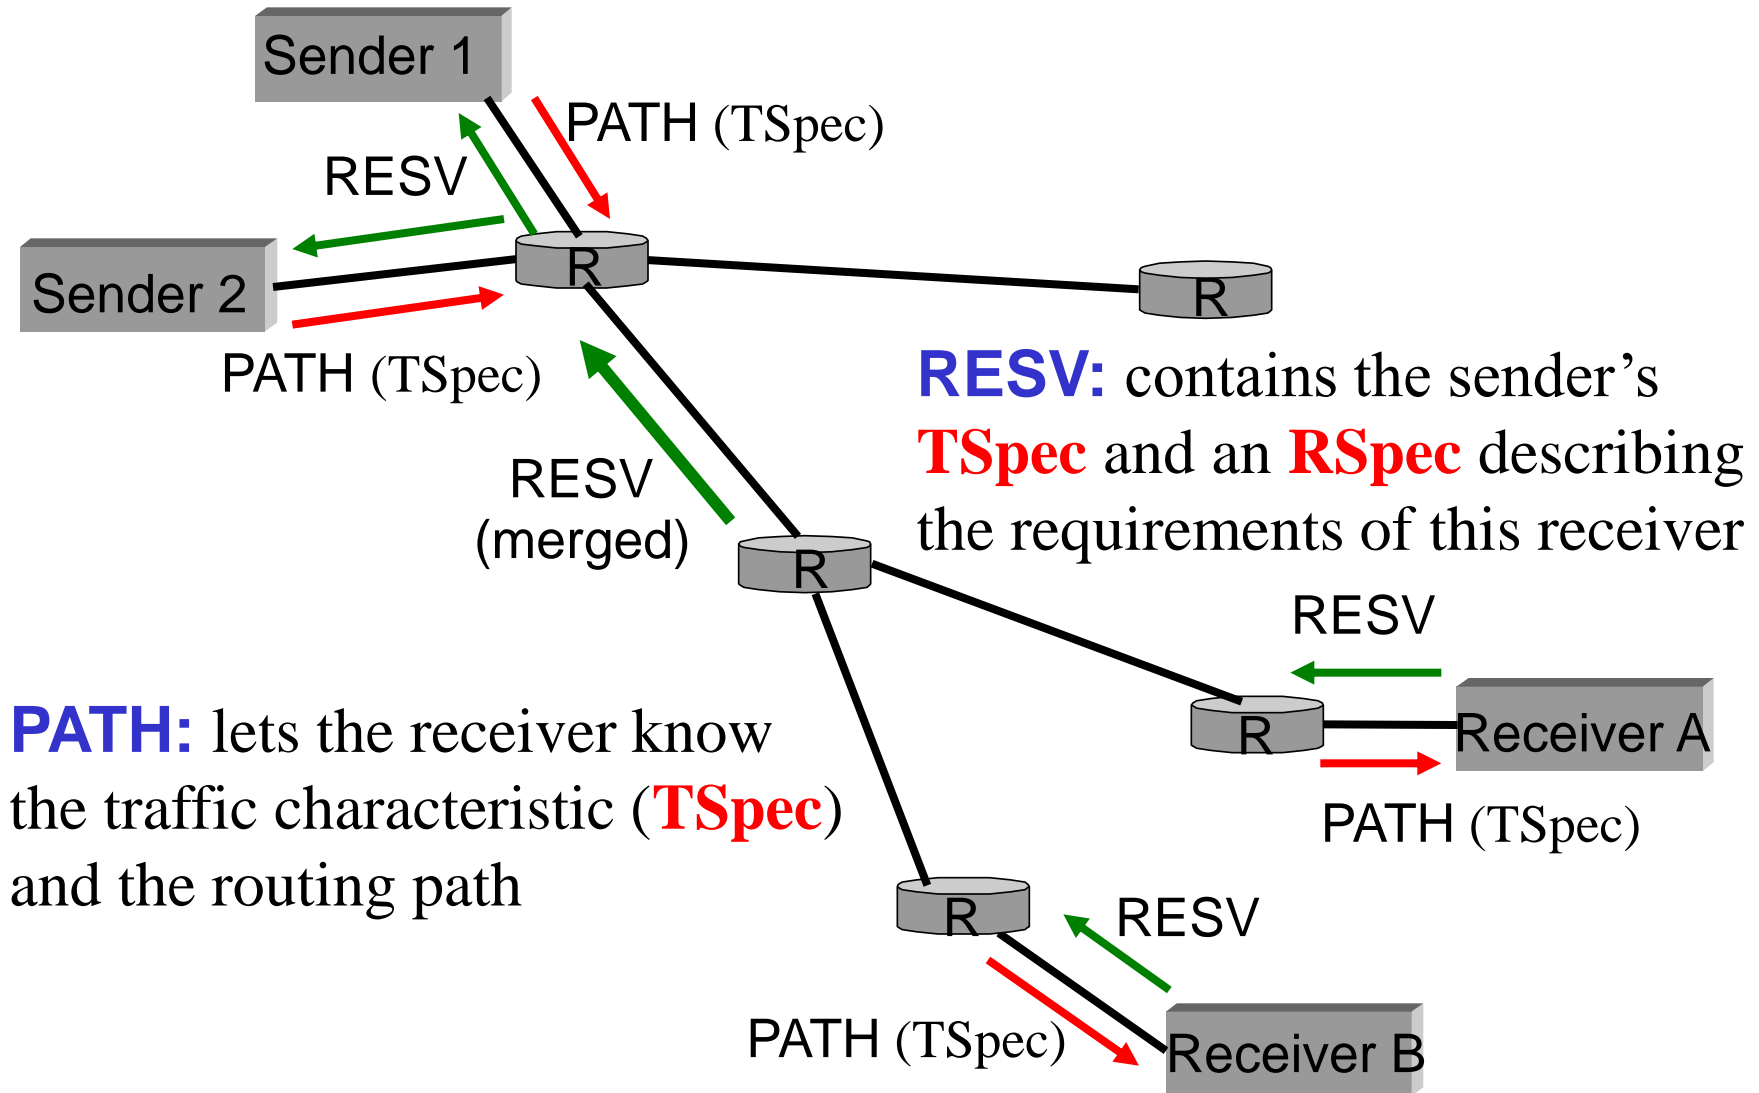 Sender 1
PATH (TSpec)
RESV
R
Sender 2
R
PATH (TSpec)
RESV: contains the sender’s
TSpec and an RSpec describing
the requirements of this receiver
RESV
(merged)
R
RESV
PATH: lets the receiver know
the traffic characteristic (TSpec)
and the routing path
R
Receiver A
PATH (TSpec)
R
RESV
PATH (TSpec)
Receiver B